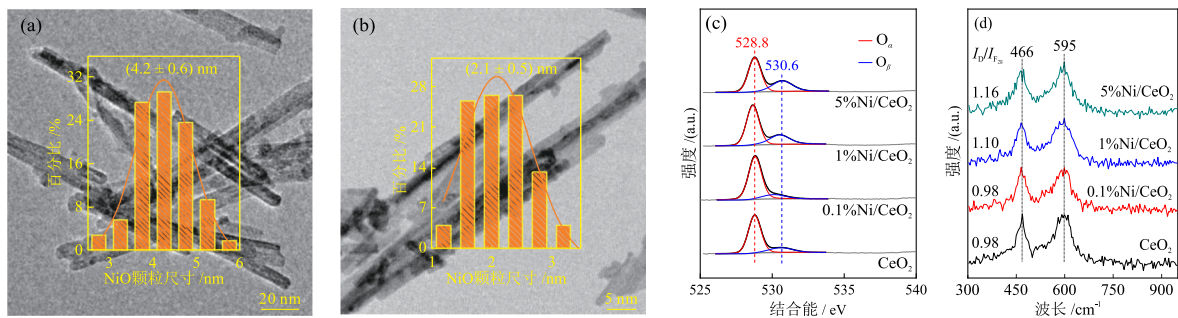 (a)
(4.2 ± 0.6) nm
百分比 /%
32
24
16
8
0
3 4 5 6
NiO颗粒尺寸 /nm
20 nm
(b)
(2.1 ± 0.5) nm
百分比 /%
28
21
14
7
0
1 2 3
NiO颗粒尺寸 /nm
5 nm
(c)
528.8
530.6
Oα
Oβ
5%Ni/CeO₂
1%Ni/CeO₂
0.1%Ni/CeO₂
CeO₂
强度 /(a.u.)
525 530 535 540
结合能 / eV
(d)
I_D/I_F2g
466 595
1.16 5%Ni/CeO₂
1.10 1%Ni/CeO₂
0.98 0.1%Ni/CeO₂
0.98 CeO₂
强度 /(a.u.)
300 450 600 750 900
波长 /cm⁻¹